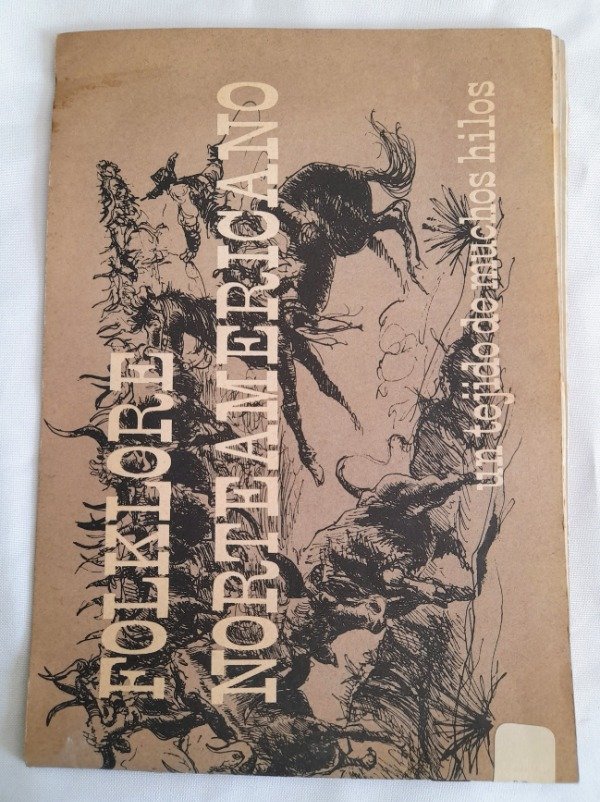 FOLKLORE
NORTEAMERICANO
un tejido de muchos hilos